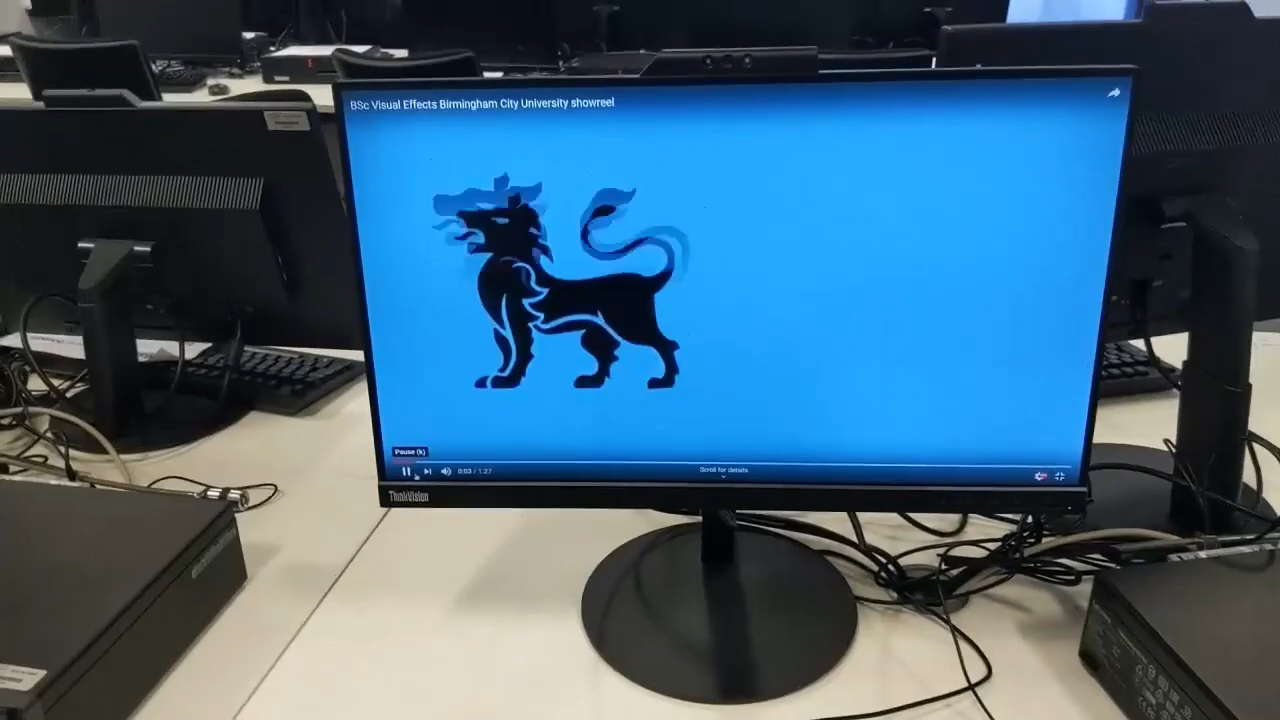 BSc Visual Effects Birmingham City University showreel
Pause (k)
0:03 / 1:27
Scroll for details
ThinkVision